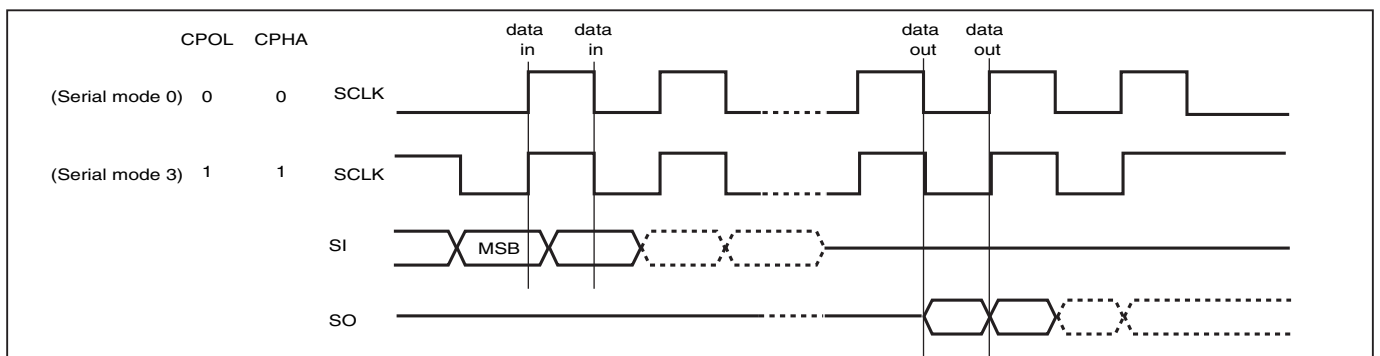 CPOL CPHA data in data in data out data out
(Serial mode 0) 0 0 SCLK
(Serial mode 3) 1 1 SCLK
SI MSB
SO